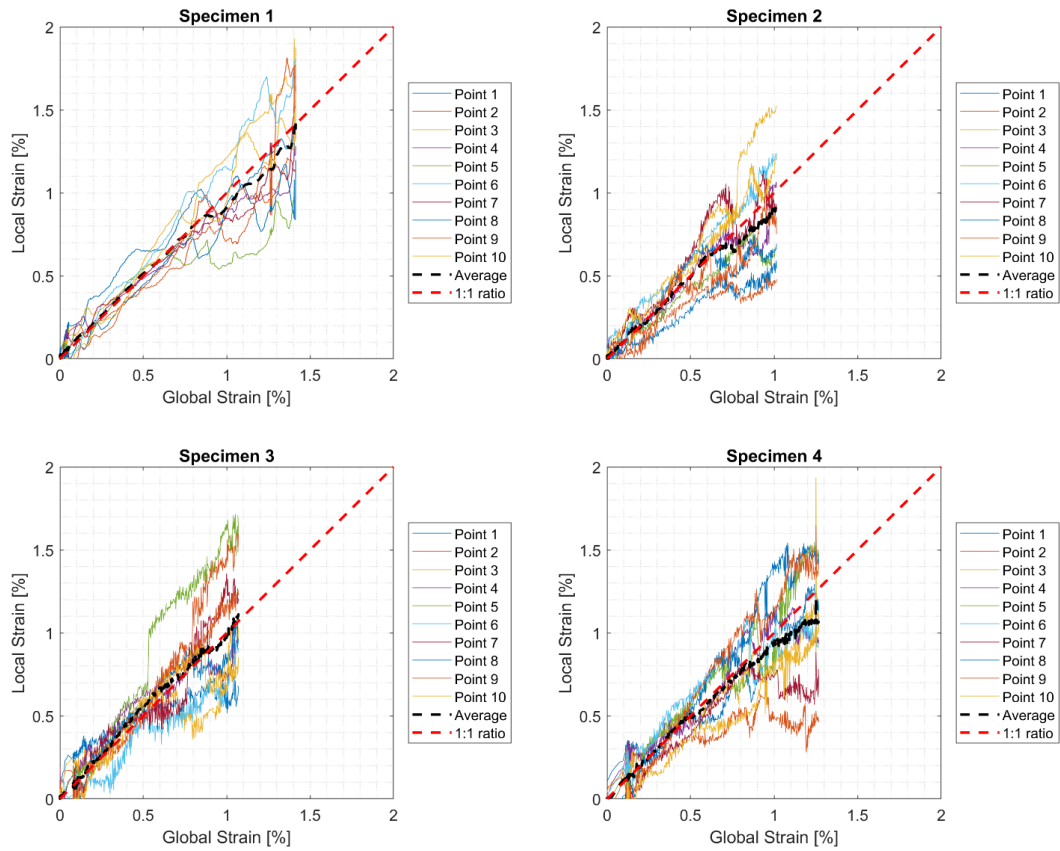 Specimen 1
2
1.5
1
0.5
0
Local Strain [%]
0
0.5
1
1.5
2
Global Strain [%]
Point 1
Point 2
Point 3
Point 4
Point 5
Point 6
Point 7
Point 8
Point 9
Point 10
Average
1:1 ratio
Specimen 2
2
1.5
1
0.5
0
Local Strain [%]
0
0.5
1
1.5
2
Global Strain [%]
Point 1
Point 2
Point 3
Point 4
Point 5
Point 6
Point 7
Point 8
Point 9
Point 10
Average
1:1 ratio
Specimen 3
2
1.5
1
0.5
0
Local Strain [%]
0
0.5
1
1.5
2
Global Strain [%]
Point 1
Point 2
Point 3
Point 4
Point 5
Point 6
Point 7
Point 8
Point 9
Point 10
Average
1:1 ratio
Specimen 4
2
1.5
1
0.5
0
Local Strain [%]
0
0.5
1
1.5
2
Global Strain [%]
Point 1
Point 2
Point 3
Point 4
Point 5
Point 6
Point 7
Point 8
Point 9
Point 10
Average
1:1 ratio